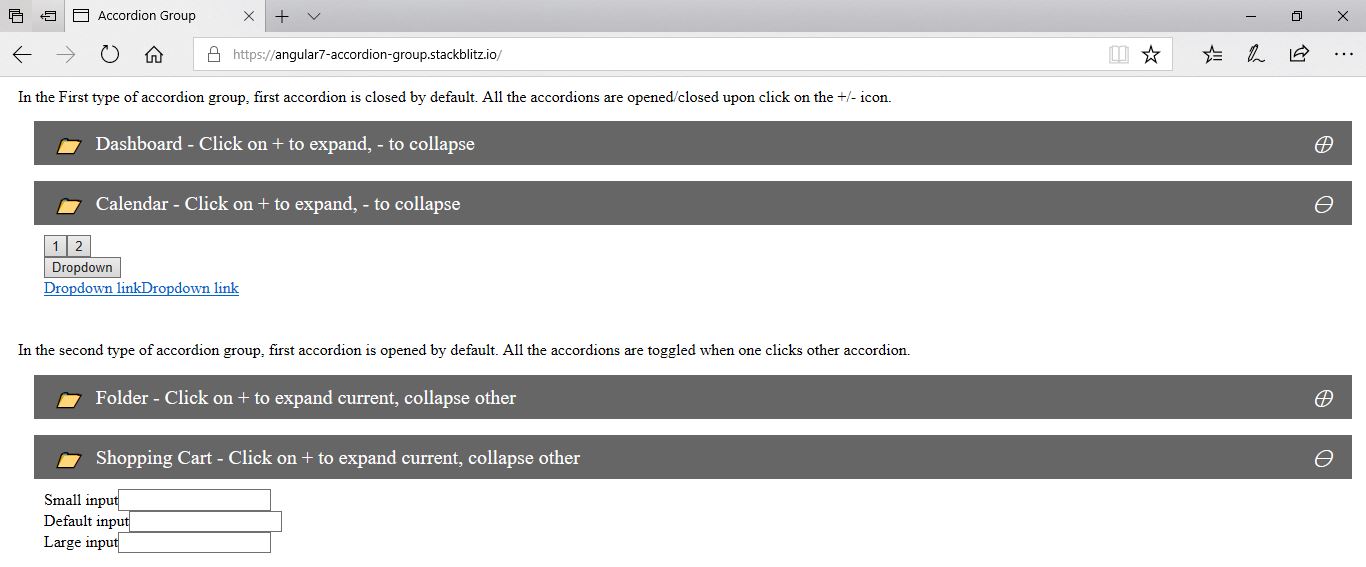 Accordion Group
https://angular7-accordion-group.stackblitz.io/
In the First type of accordion group, first accordion is closed by default. All the accordions are opened/closed upon click on the +/- icon.
Dashboard - Click on + to expand, - to collapse
Calendar - Click on + to expand, - to collapse
1 2
Dropdown
Dropdown linkDropdown link
In the second type of accordion group, first accordion is opened by default. All the accordions are toggled when one clicks other accordion.
Folder - Click on + to expand current, collapse other
Shopping Cart - Click on + to expand current, collapse other
Small input
Default input
Large input